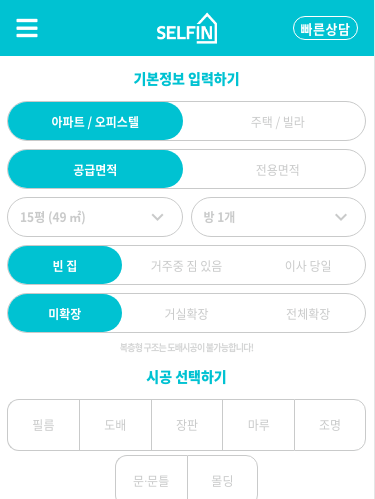 SELFIN
빠른상담
기본정보 입력하기
아파트 / 오피스텔 주택 / 빌라
공급면적 전용면적
15평 (49 ㎡) 방 1개
빈 집 거주중 짐 있음 이사 당일
미확장 거실확장 전체확장
복층형 구조는 도배시공이 불가능합니다!
시공 선택하기
필름 도배 장판 마루 조명
문·문틀 몰딩